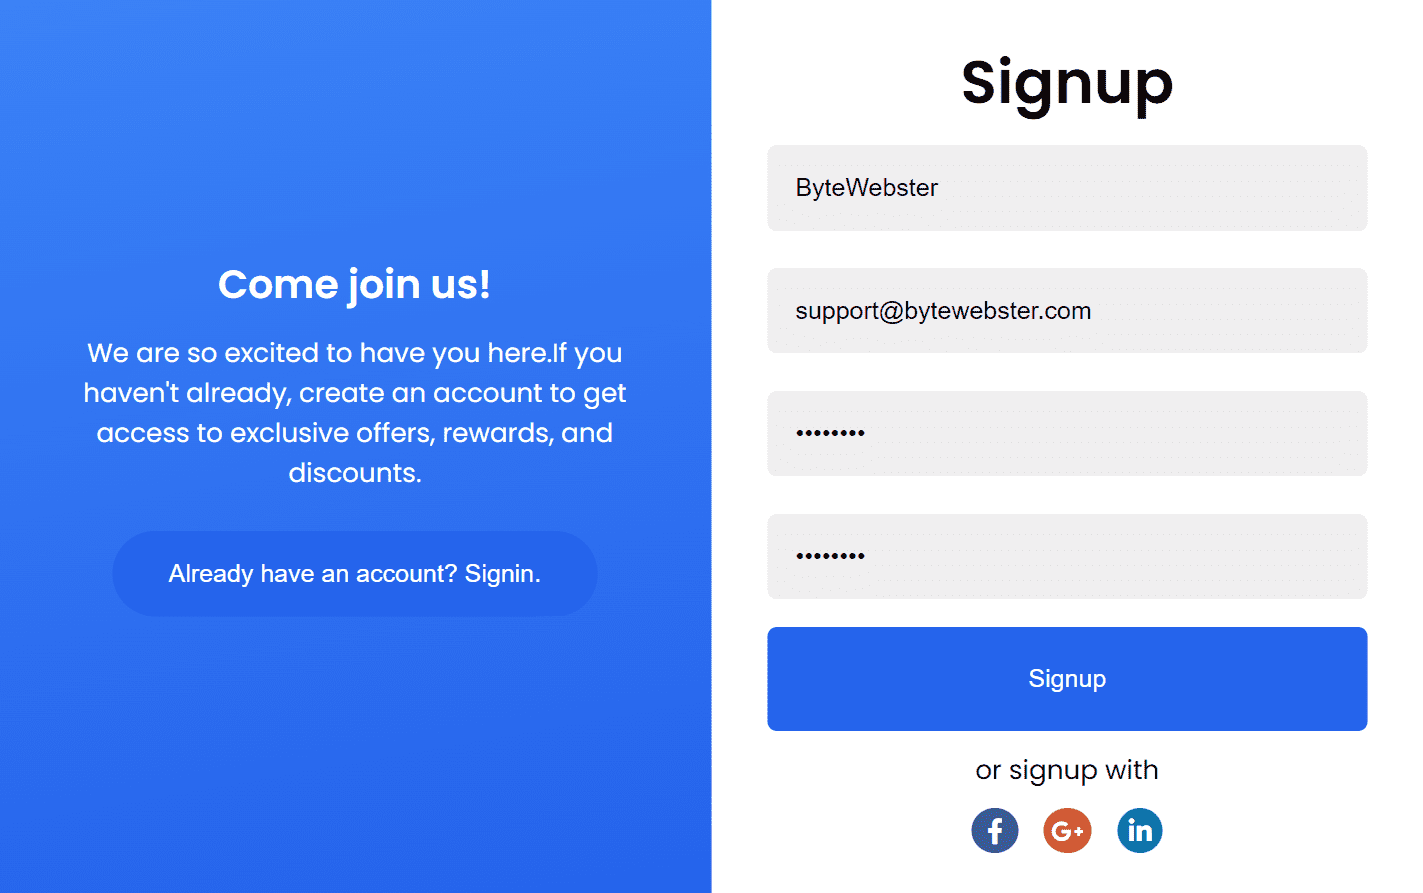 Come join us!
We are so excited to have you here.If you
haven't already, create an account to get
access to exclusive offers, rewards, and
discounts.
Already have an account? Signin.
Signup
ByteWebster
support@bytewebster.com
••••••••
••••••••
Signup
or signup with
f G+ in